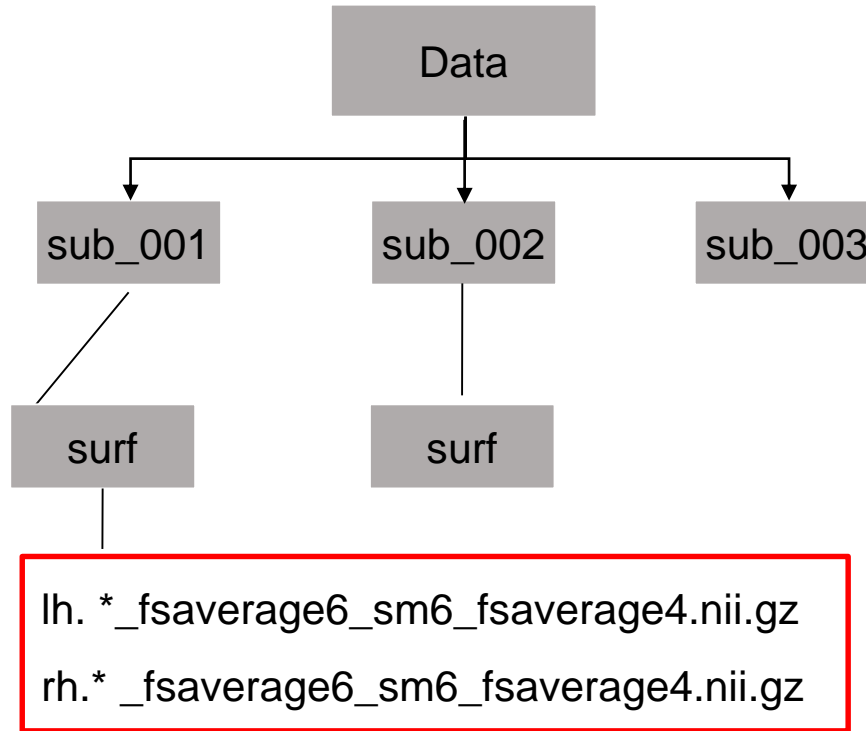 Data
sub_001
sub_002
sub_003
surf
surf
lh. *_fsaverage6_sm6_fsaverage4.nii.gz
rh.* _fsaverage6_sm6_fsaverage4.nii.gz